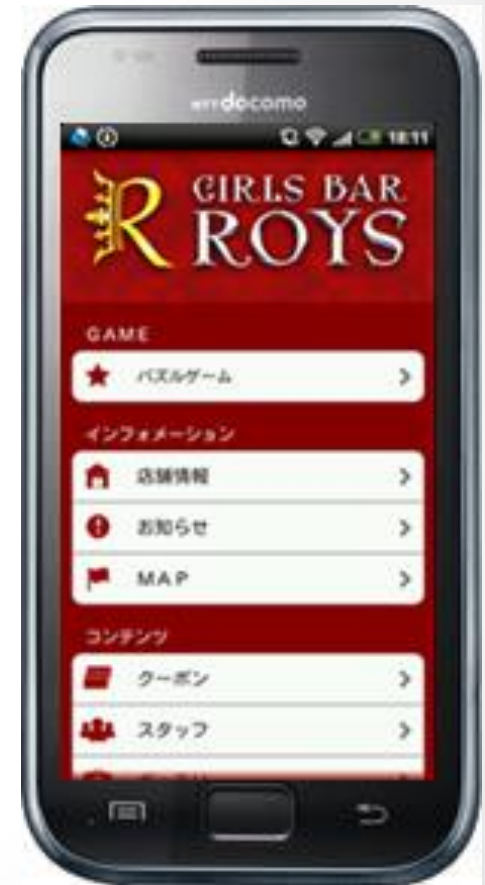 docomo
18:11
GIRLS BAR
ROYS
GAME
パズルゲーム
インフォメーション
店舗情報
お知らせ
MAP
コンテンツ
クーポン
スタッフ